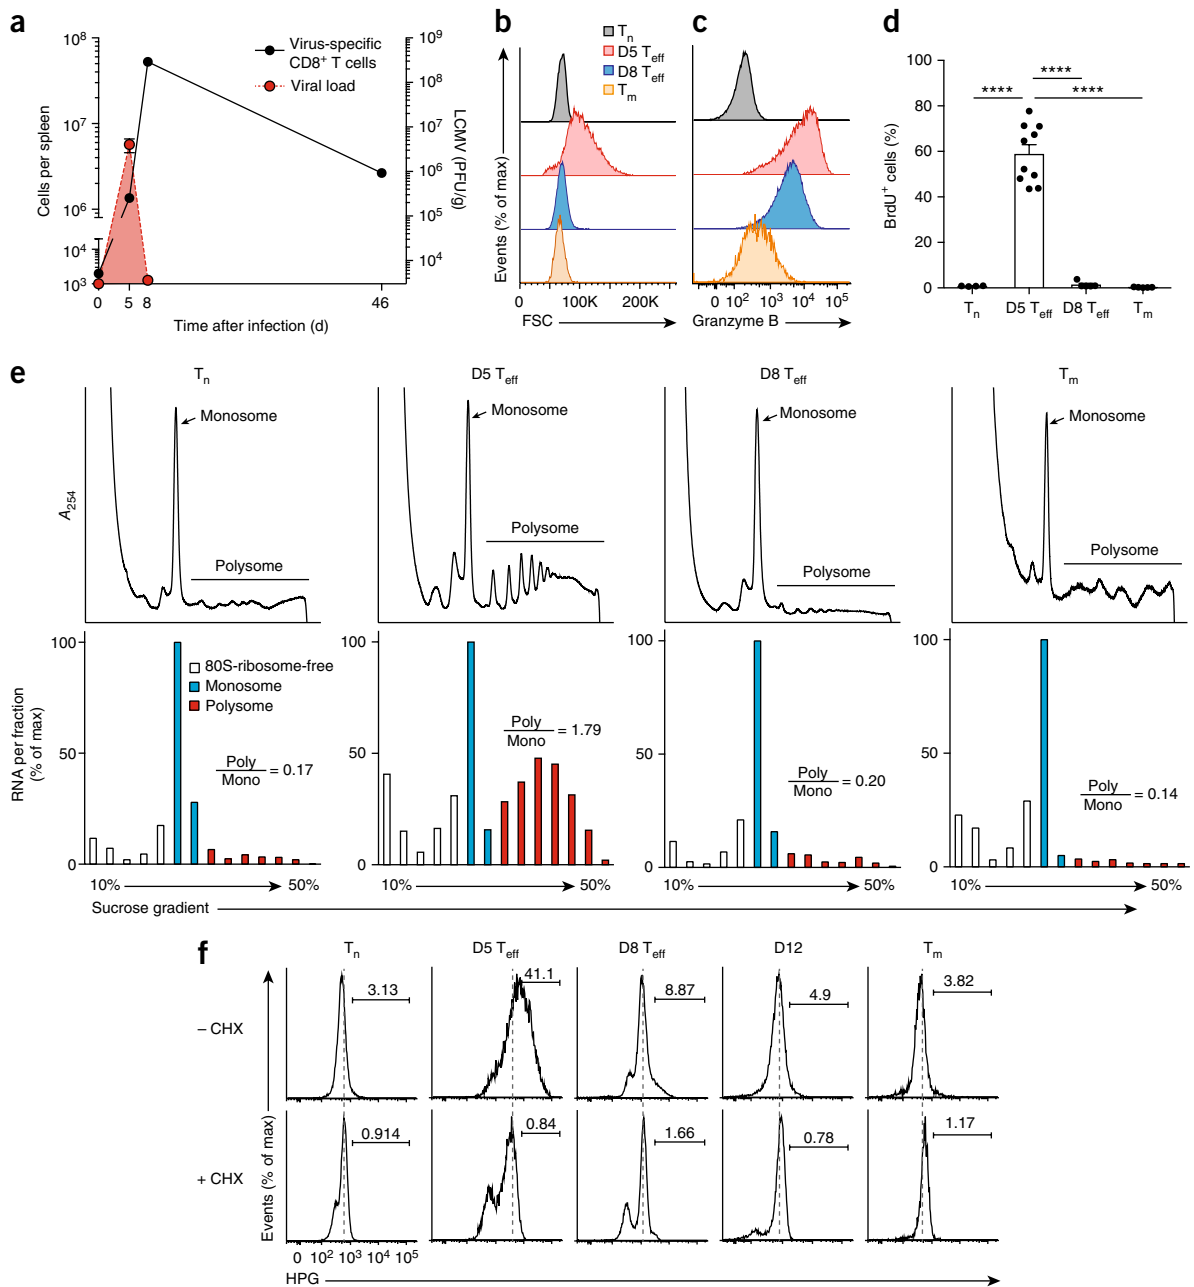 a
Cells per spleen
10⁸
10⁷
10⁶
10⁴
10³
Virus-specific
CD8⁺ T cells
Viral load
10⁹
10⁸
10⁷
10⁶
10⁵
10⁴
LCMV (PFU/g)
0 5 8 46
Time after infection (d)
b
Events (% of max)
Tn
D5 Teff
D8 Teff
Tm
0 100K 200K
FSC
c
0 10² 10³ 10⁴ 10⁵
Granzyme B
d
BrdU⁺ cells (%)
100
80
60
40
20
0
****
**** ****
Tn D5 Teff D8 Teff Tm
e
Tn D5 Teff D8 Teff Tm
A254
Monosome Monosome Monosome Monosome
Polysome Polysome Polysome Polysome
RNA per fraction
(% of max)
100 100 100 100
50 50 50 50
0 0 0 0
80S-ribosome-free
Monosome
Polysome
Poly
Mono = 0.17
Poly
Mono = 1.79
Poly
Mono = 0.20
Poly
Mono = 0.14
10% 50% 10% 50% 10% 50% 10% 50%
Sucrose gradient
f
Tn D5 Teff D8 Teff D12 Tm
– CHX
3.13 41.1 8.87 4.9 3.82
+ CHX
0.914 0.84 1.66 0.78 1.17
Events (% of max)
0 10² 10³ 10⁴ 10⁵
HPG